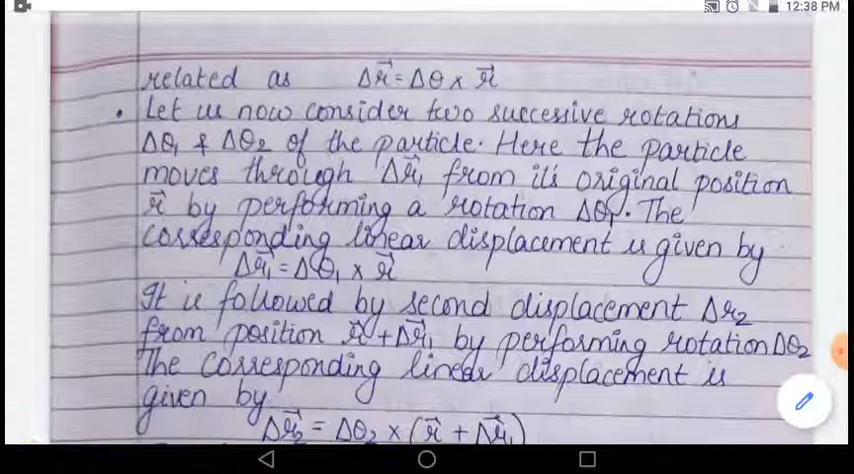 12:38 PM
related as Δr⃗ = Δθ × r⃗
• Let us now consider two successive rotations
Δθ₁ & Δθ₂ of the particle. Here the particle
moves through Δr⃗₁ from its original position
r⃗ by performing a rotation Δθ₁. The
corresponding linear displacement is given by
Δr⃗₁ = Δθ₁ × r⃗
It is followed by second displacement Δr₂
from position r⃗ + Δr⃗₁ by performing rotation Δθ₂
The corresponding linear displacement is
given by
Δr⃗₂ = Δθ₂ × (r⃗ + Δr⃗₁)